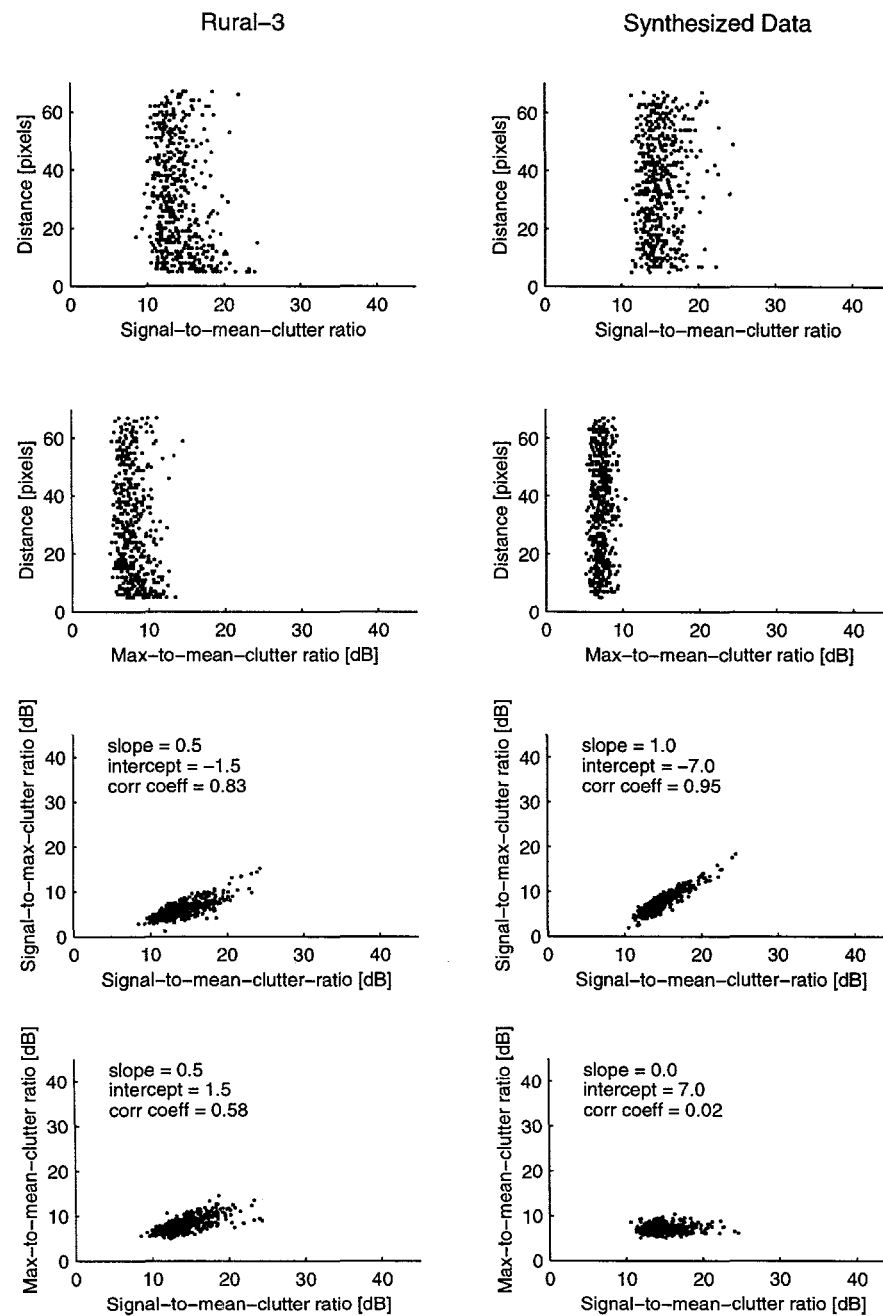 Rural–3
Synthesized Data
Distance [pixels]
60
40
20
0
0 10 20 30 40
Signal–to–mean–clutter ratio
Distance [pixels]
60
40
20
0
0 10 20 30 40
Signal–to–mean–clutter ratio
Distance [pixels]
60
40
20
0
0 10 20 30 40
Max–to–mean–clutter ratio [dB]
Distance [pixels]
60
40
20
0
0 10 20 30 40
Max–to–mean–clutter ratio [dB]
Signal–to–max–clutter ratio [dB]
slope = 0.5
intercept = –1.5
corr coeff = 0.83
40
30
20
10
0
0 10 20 30 40
Signal–to–mean–clutter–ratio [dB]
Signal–to–max–clutter ratio [dB]
slope = 1.0
intercept = –7.0
corr coeff = 0.95
40
30
20
10
0
0 10 20 30 40
Signal–to–mean–clutter ratio [dB]
Max–to–mean–clutter ratio [dB]
slope = 0.5
intercept = 1.5
corr coeff = 0.58
40
30
20
10
0
0 10 20 30 40
Signal–to–mean–clutter ratio [dB]
Max–to–mean–clutter ratio [dB]
slope = 0.0
intercept = 7.0
corr coeff = 0.02
40
30
20
10
0
0 10 20 30 40
Signal–to–mean–clutter ratio [dB]